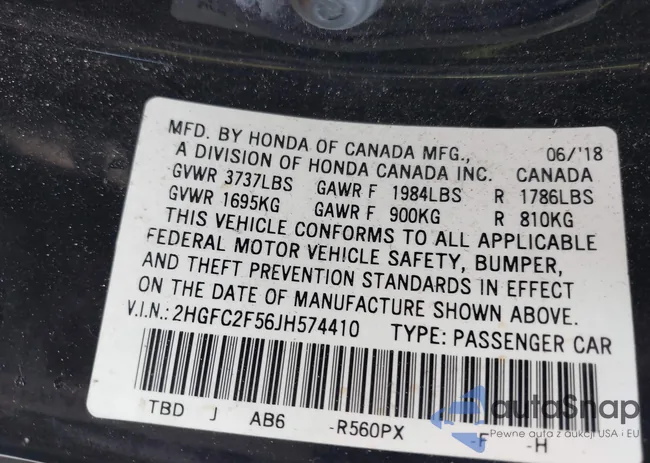 MFD. BY HONDA OF CANADA MFG., 06/'18
A DIVISION OF HONDA CANADA INC. CANADA
GVWR 3737LBS GAWR F 1984LBS R 1786LBS
GVWR 1695KG GAWR F 900KG R 810KG
THIS VEHICLE CONFORMS TO ALL APPLICABLE
FEDERAL MOTOR VEHICLE SAFETY, BUMPER,
AND THEFT PREVENTION STANDARDS IN EFFECT
ON THE DATE OF MANUFACTURE SHOWN ABOVE.
V.I.N.: 2HGFC2F56JH574410 TYPE: PASSENGER CAR
TBD J AB6 -R560PX -F -H
autoSnap
Pewne auta z aukcji USA i EU